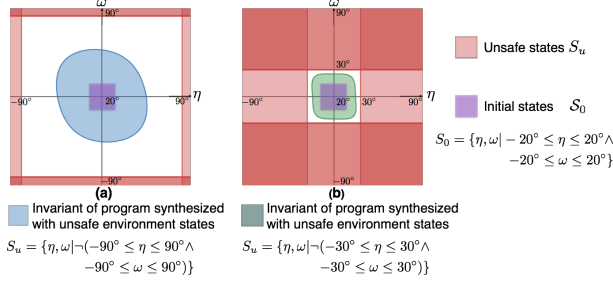 ω
90°
−90°
20°
90°
η
−90°
(a)
ω
90°
30°
−90°
20°
30°
90°
η
−90°
(b)
Unsafe states S_u
Initial states S_0
S_0 = {η, ω| − 20° ≤ η ≤ 20°∧
−20° ≤ ω ≤ 20°}
Invariant of program synthesized
with unsafe environment states
S_u = {η, ω|¬(−90° ≤ η ≤ 90°∧
−90° ≤ ω ≤ 90°)}
Invariant of program synthesized
with unsafe environment states
S_u = {η, ω|¬(−30° ≤ η ≤ 30°∧
−30° ≤ ω ≤ 30°)}